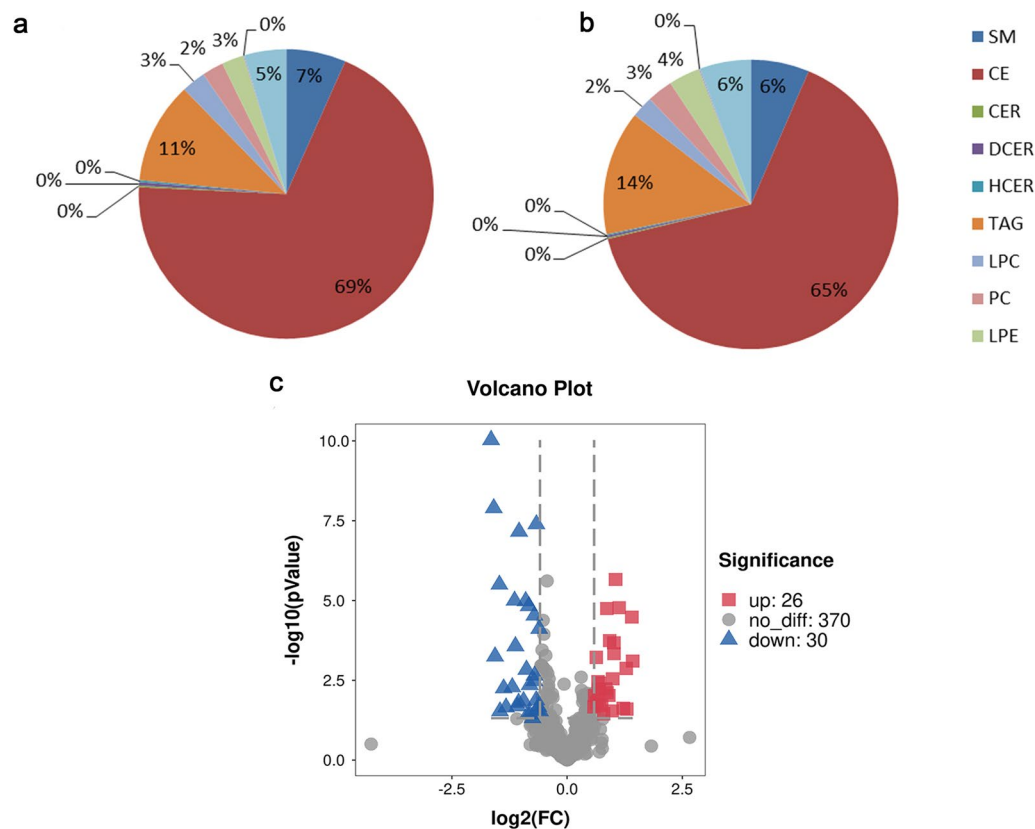 a
0%
3%
2%
3%
5%
7%
11%
0%
0%
0%
69%
b
0%
4%
3%
2%
6%
6%
14%
0%
0%
0%
65%
SM
CE
CER
DCER
HCER
TAG
LPC
PC
LPE
c
Volcano Plot
10.0
7.5
5.0
2.5
0.0
-log10(pValue)
-2.5
0.0
2.5
log2(FC)
Significance
up: 26
no_diff: 370
down: 30